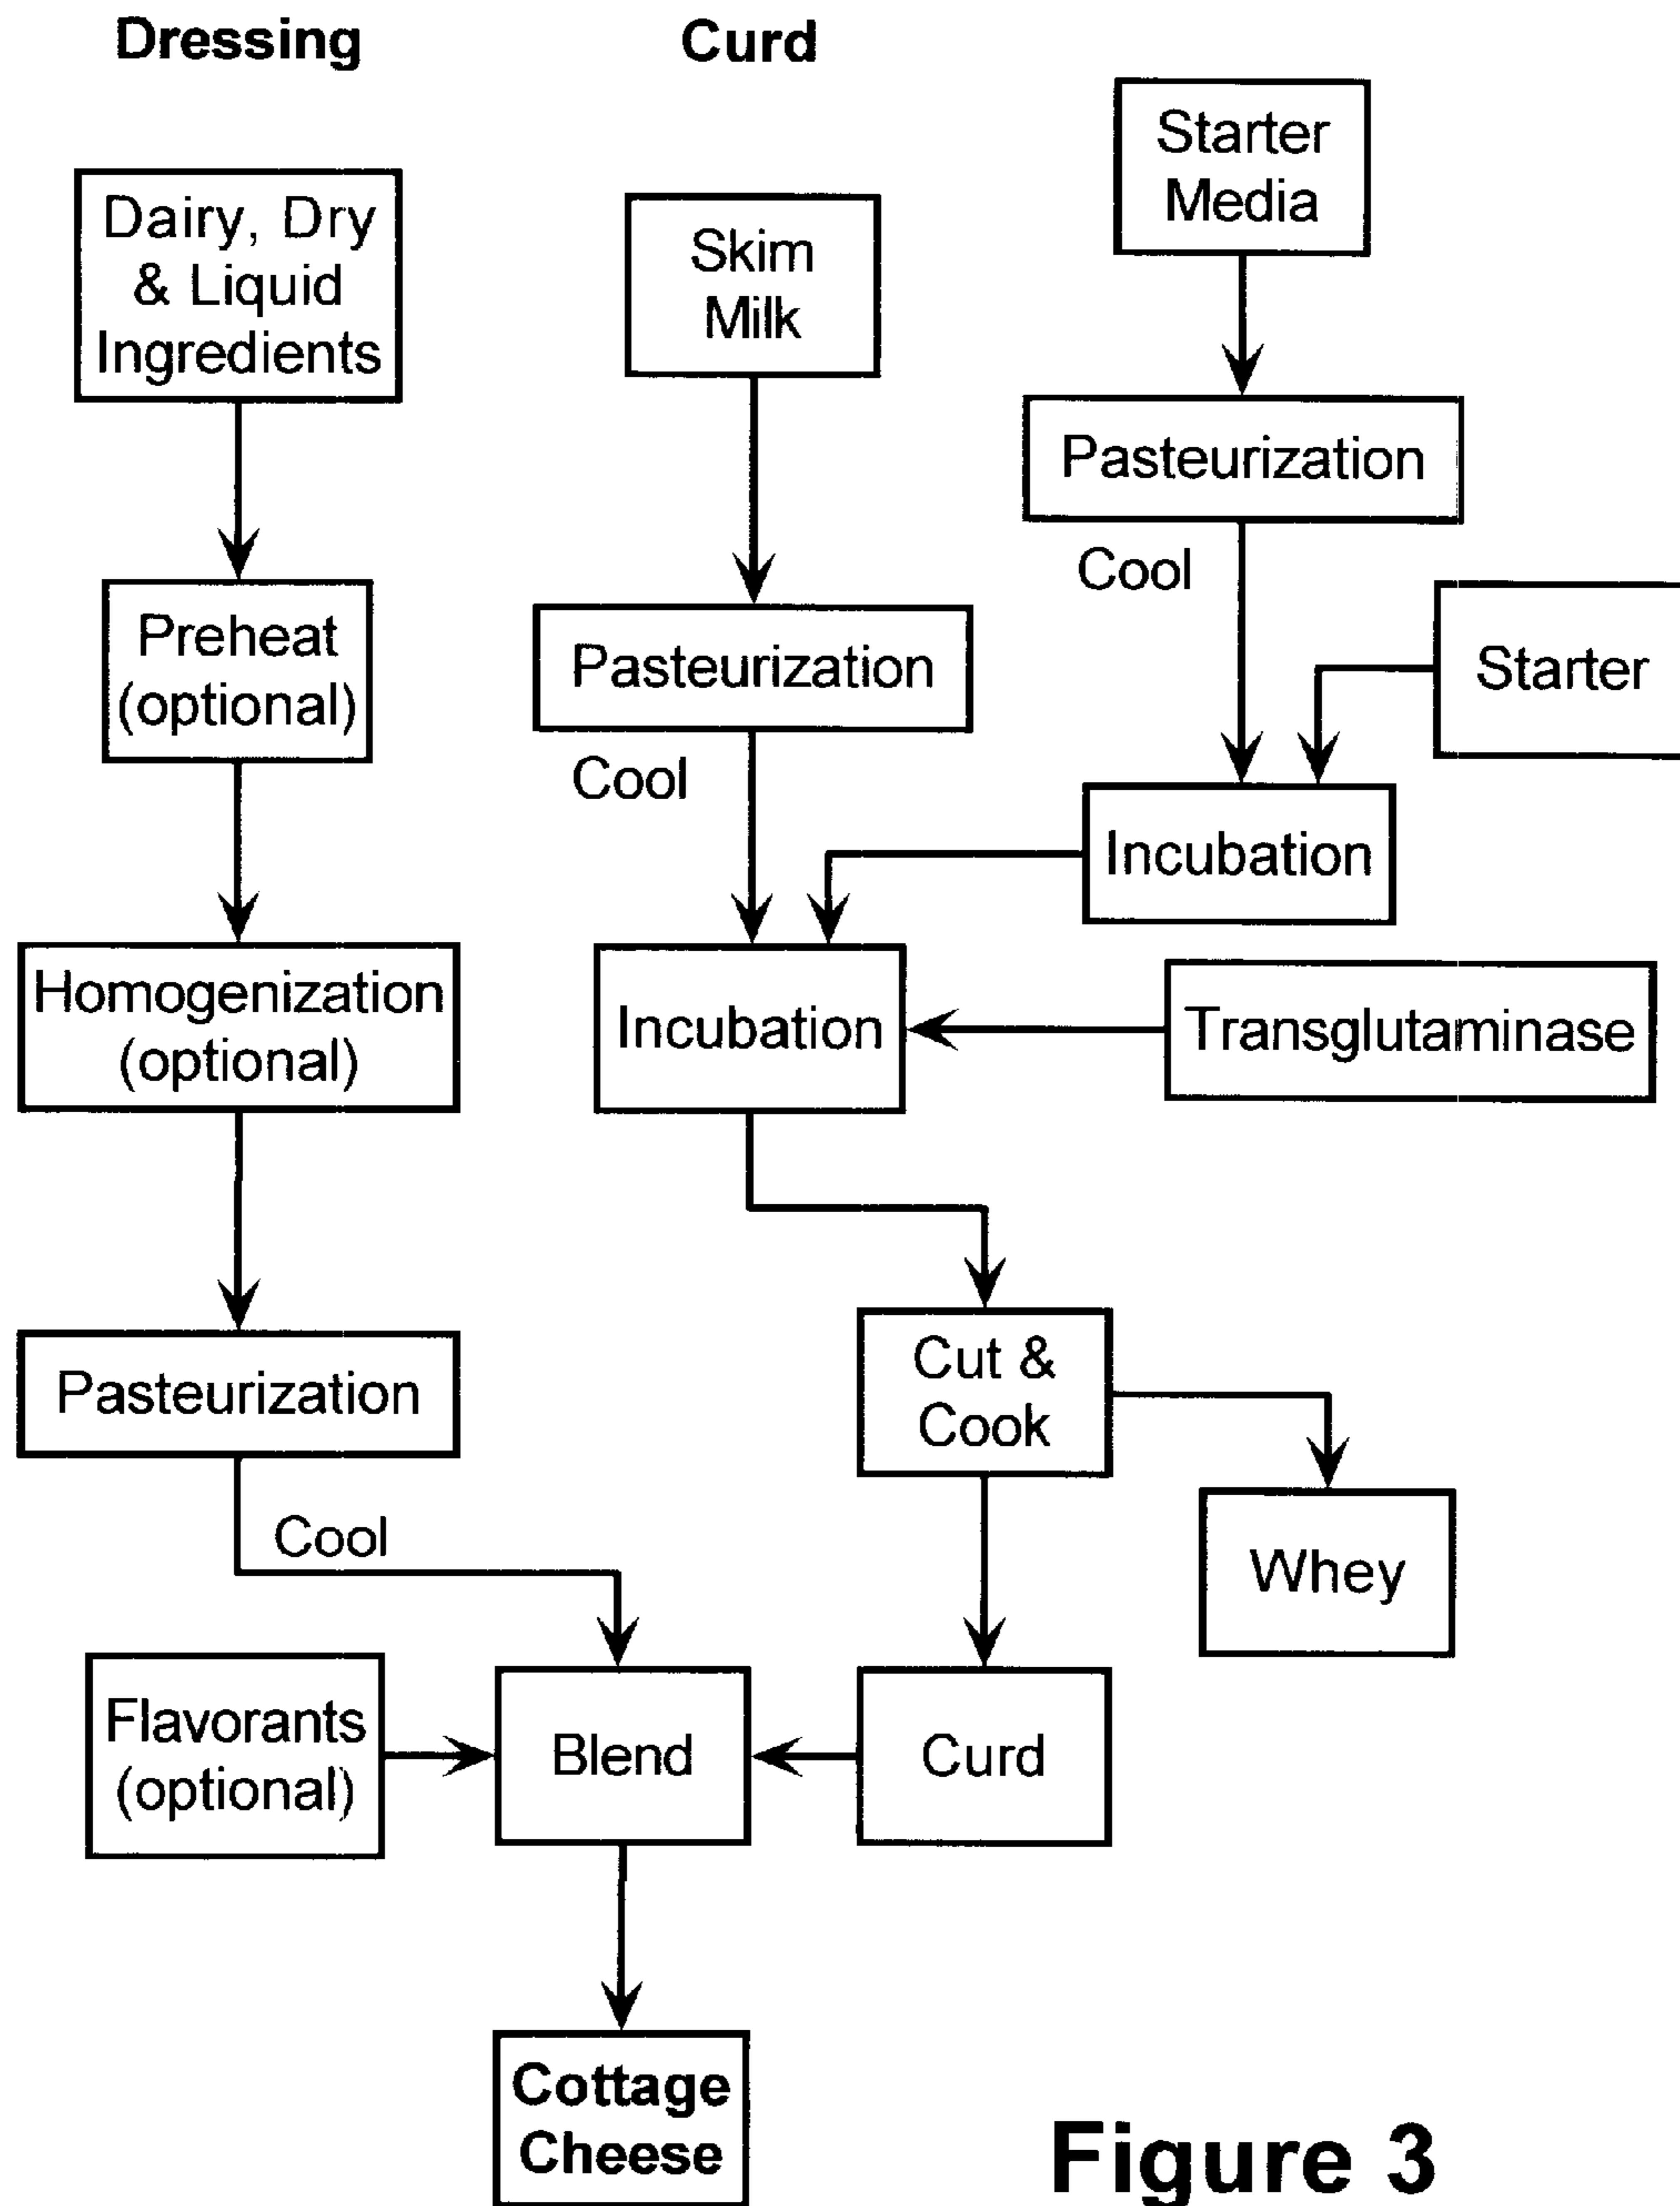 Dressing
Curd
Starter
Media
Dairy, Dry
& Liquid
Ingredients
Skim
Milk
Pasteurization
Cool
Preheat
(optional)
Pasteurization
Starter
Cool
Incubation
Homogenization
(optional)
Incubation
Transglutaminase
Pasteurization
Cut &
Cook
Cool
Whey
Flavorants
(optional)
Blend
Curd
Cottage
Cheese
Figure 3